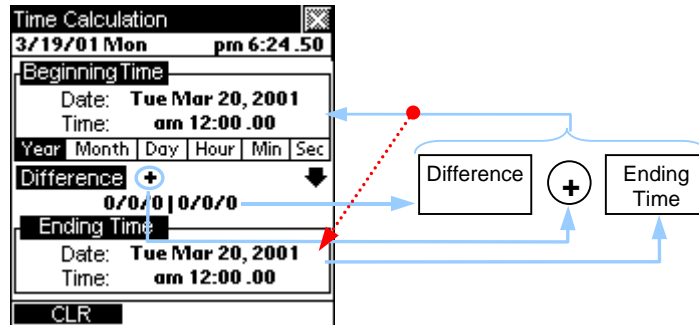 Time Calculation
3/19/01 Mon pm 6:24 .50
Beginning Time
Date: Tue Mar 20, 2001
Time: am 12:00 .00
Year Month Day Hour Min Sec
Difference +
0/0/0|0/0/0
Ending Time
Date: Tue Mar 20, 2001
Time: am 12:00 .00
CLR
Difference
+
Ending
Time